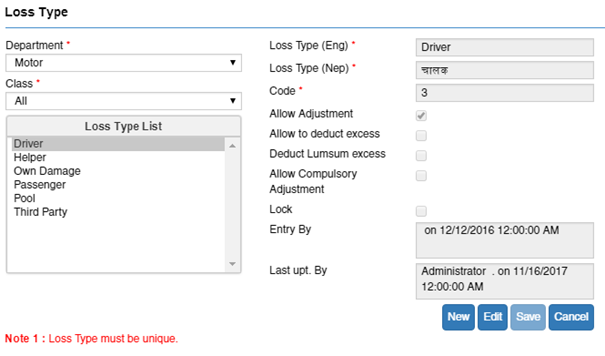 Loss Type
Department *
Motor
Class *
All
Loss Type List
Driver
Helper
Own Damage
Passenger
Pool
Third Party
Loss Type (Eng) *
Driver
Loss Type (Nep) *
चालक
Code *
3
Allow Adjustment
Allow to deduct excess
Deduct Lumsum excess
Allow Compulsory
Adjustment
Lock
Entry By
on 12/12/2016 12:00:00 AM
Last upt. By
Administrator . on 11/16/2017
12:00:00 AM
New Edit Save Cancel
Note 1 : Loss Type must be unique.